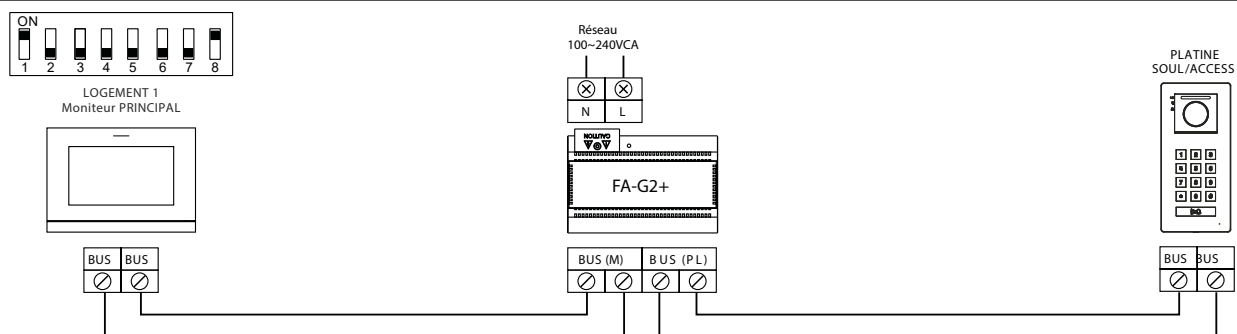 ON
1 2 3 4 5 6 7 8
LOGEMENT 1
Moniteur PRINCIPAL
BUS BUS
Réseau
100~240VCA
N L
CAUTION
FA-G2+
BUS (M) BUS (PL)
PLATINE
SOUL/ACCESS
BUS BUS